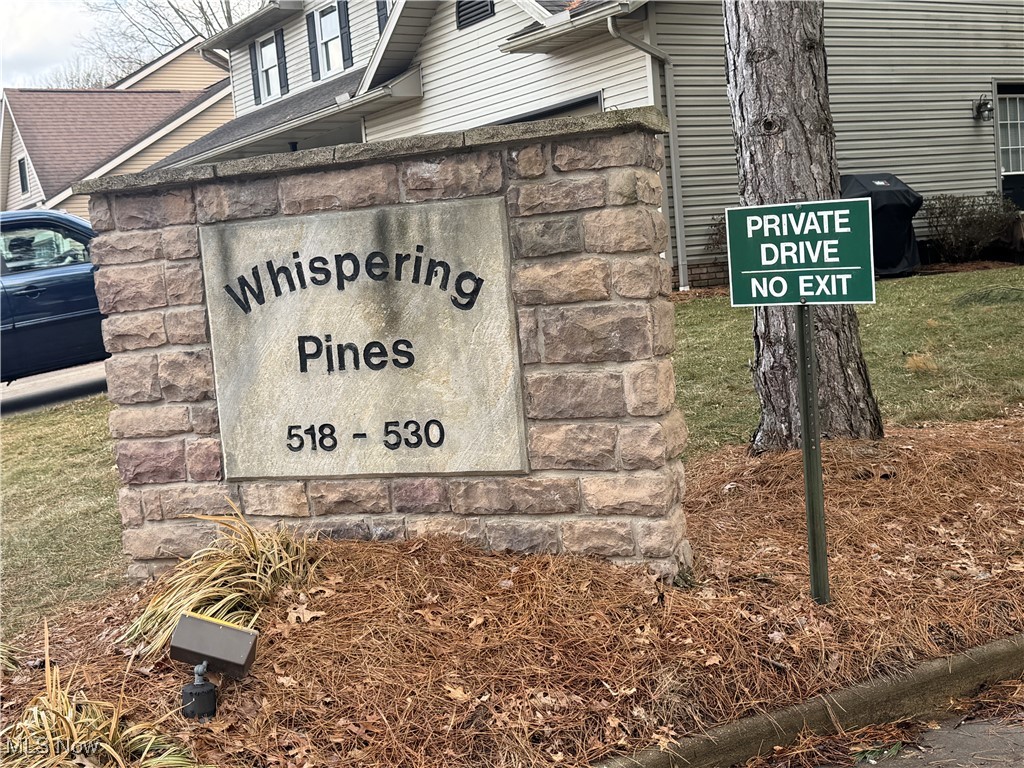 Whispering
Pines
518 - 530
PRIVATE
DRIVE
NO EXIT
MLS Now